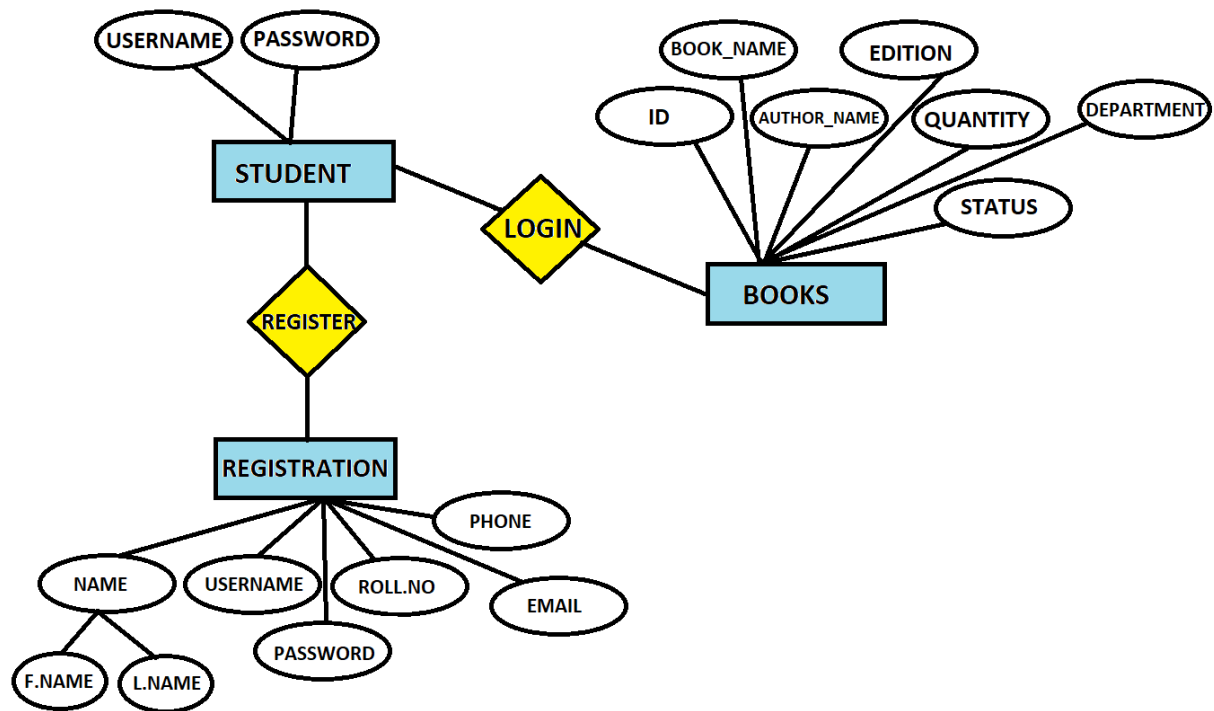 USERNAME
PASSWORD
BOOK_NAME
EDITION
ID
AUTHOR_NAME
QUANTITY
DEPARTMENT
STUDENT
STATUS
LOGIN
BOOKS
REGISTER
REGISTRATION
PHONE
NAME
USERNAME
ROLL.NO
EMAIL
PASSWORD
F.NAME
L.NAME